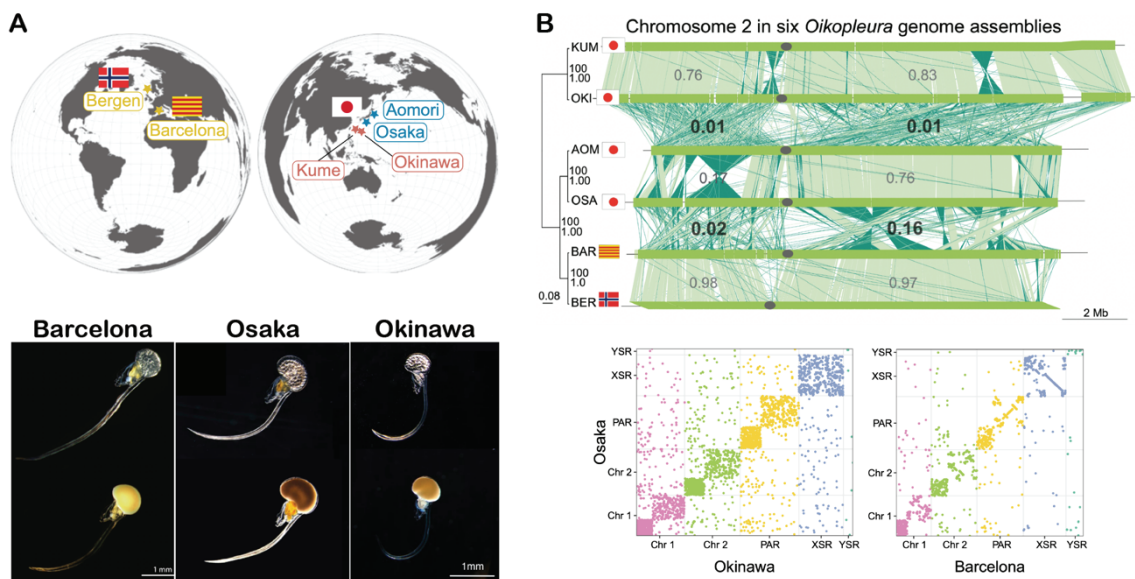 A
Bergen
Barcelona
Aomori
Osaka
Kume
Okinawa
Barcelona
Osaka
Okinawa
1 mm
1mm
B
Chromosome 2 in six Oikopleura genome assemblies
KUM
100
1.00
0.76
0.83
OKI
0.01
0.01
AOM
100
1.00
0.17
0.76
OSA
100
1.00
0.02
0.16
BAR
100
1.0
0.98
0.97
0.08
BER
2 Mb
YSR
XSR
PAR
Chr 2
Chr 1
Osaka
Chr 1
Chr 2
PAR
XSR
YSR
Okinawa
YSR
XSR
PAR
Chr 2
Chr 1
Chr 1
Chr 2
PAR
XSR
YSR
Barcelona